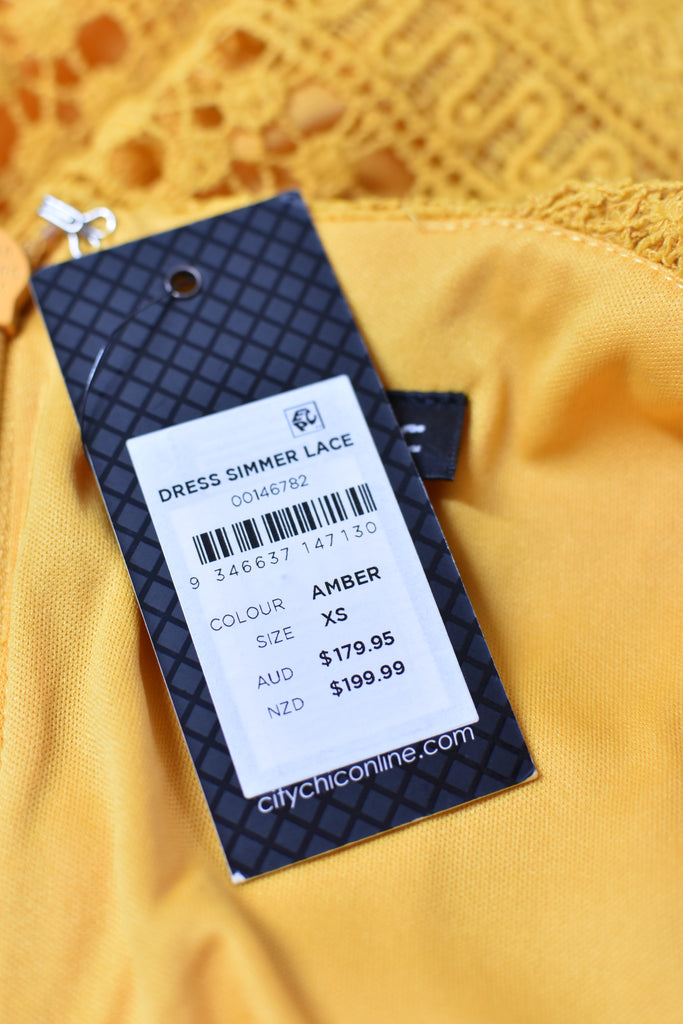 DRESS SIMMER LACE
00146782
9 346637 147130
COLOUR AMBER
SIZE XS
AUD $179.95
NZD $199.99
citychiconline.com